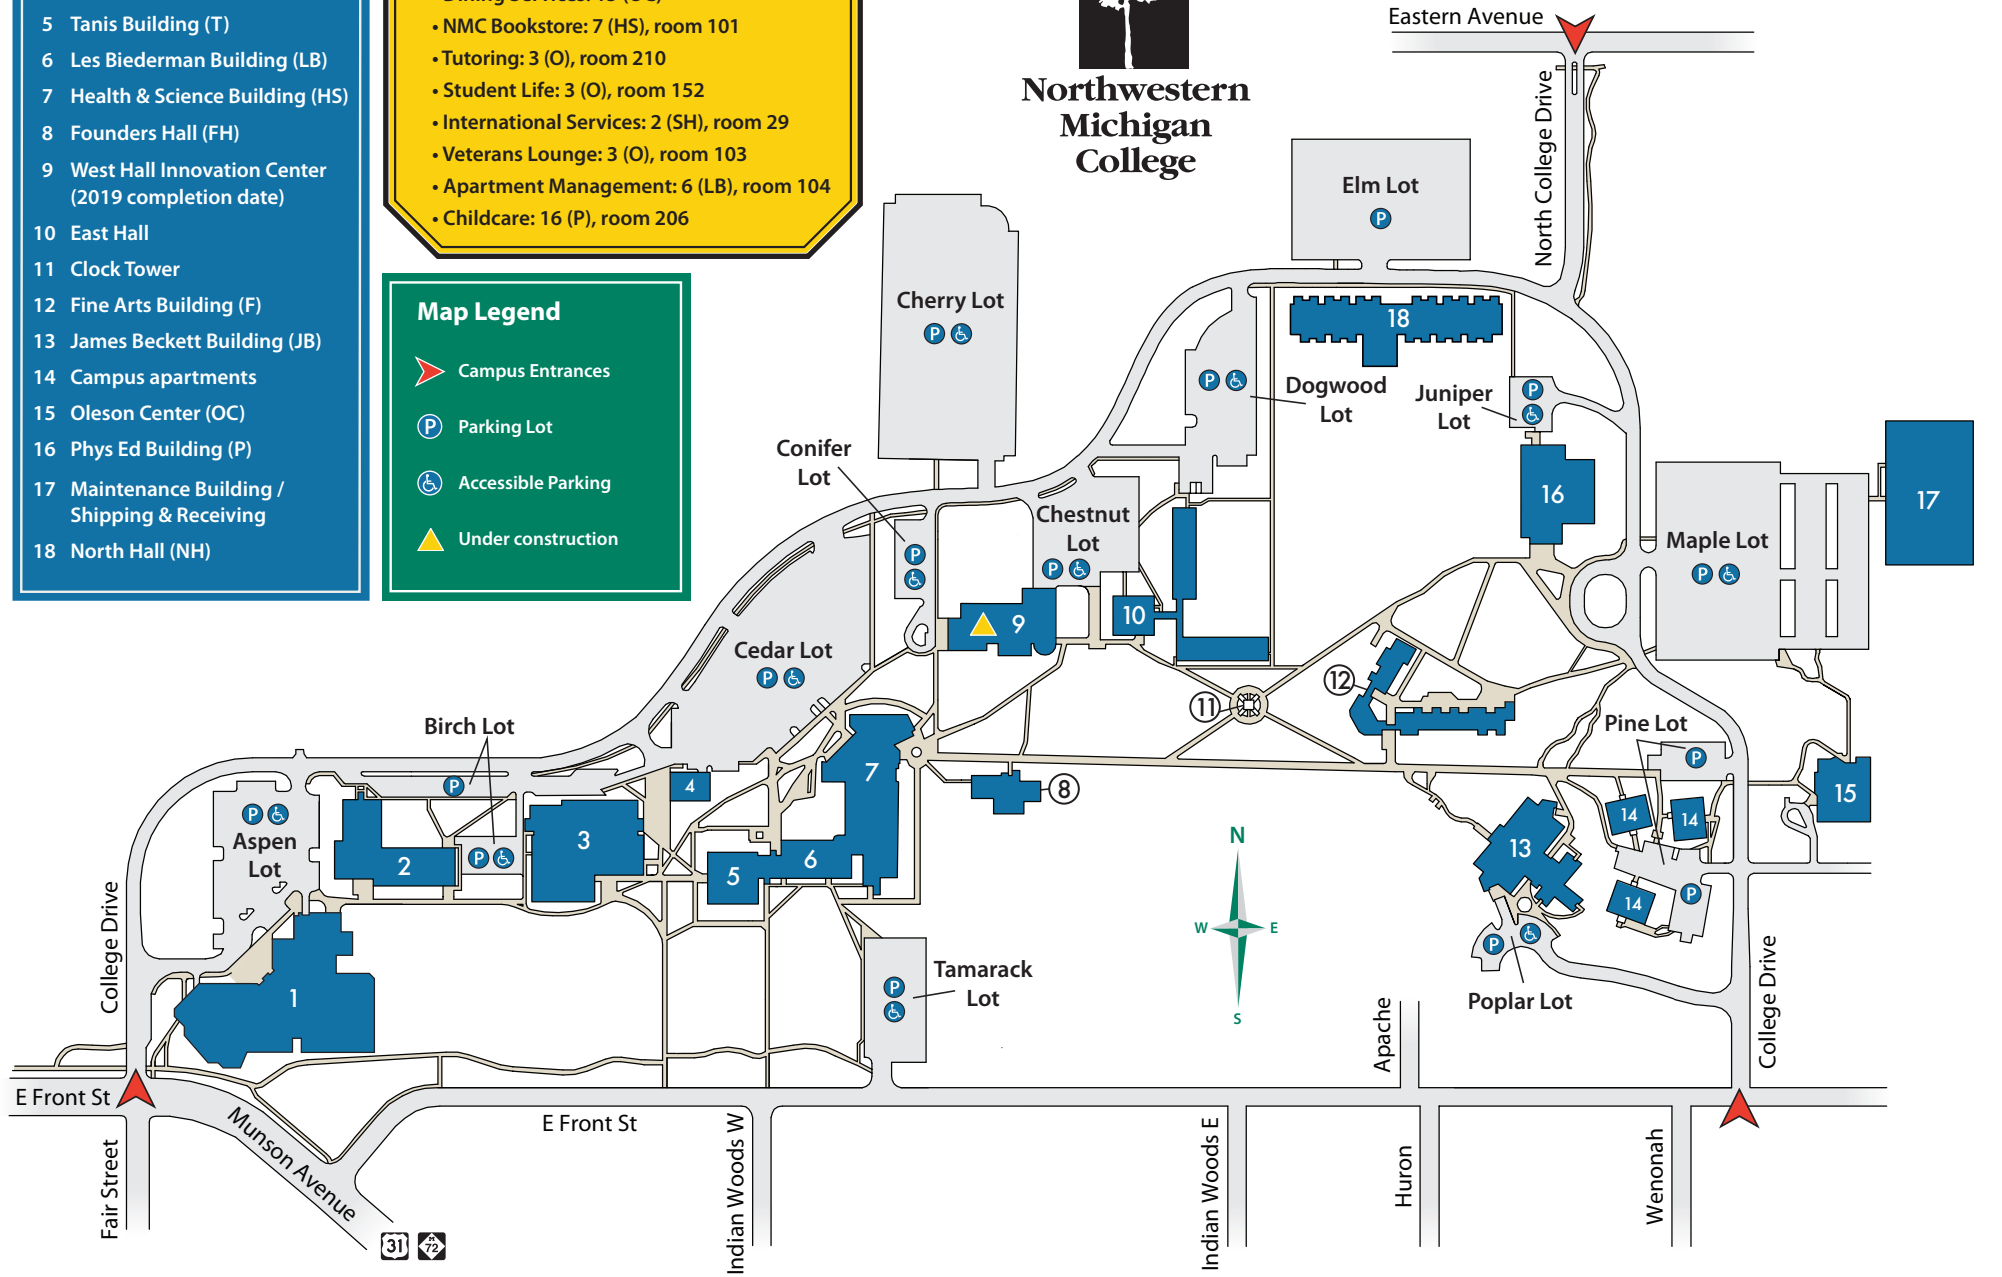 5 Tanis Building (T)
6 Les Biederman Building (LB)
7 Health & Science Building (HS)
8 Founders Hall (FH)
9 West Hall Innovation Center
(2019 completion date)
10 East Hall
11 Clock Tower
12 Fine Arts Building (F)
13 James Beckett Building (JB)
14 Campus apartments
15 Oleson Center (OC)
16 Phys Ed Building (P)
17 Maintenance Building /
Shipping & Receiving
18 North Hall (NH)
• NMC Bookstore: 7 (HS), room 101
• Tutoring: 3 (O), room 210
• Student Life: 3 (O), room 152
• International Services: 2 (SH), room 29
• Veterans Lounge: 3 (O), room 103
• Apartment Management: 6 (LB), room 104
• Childcare: 16 (P), room 206
Map Legend
Campus Entrances
P Parking Lot
Accessible Parking
Under construction
Northwestern
Michigan
College
Eastern Avenue
North College Drive
Elm Lot
P
Cherry Lot
P
18
Dogwood
Lot
P
Juniper
Lot
P
Conifer
Lot
P
Chestnut
Lot
P
16
17
Maple Lot
P
9
10
Cedar Lot
P
12
11
Birch Lot
P
P
Pine Lot
P
P
4
7
8
15
14
14
14
Aspen
Lot
P
2
3
5
6
13
N
W
E
S
College Drive
1
Tamarack
Lot
P
P
Poplar Lot
College Drive
Apache
E Front St
E Front St
Munson Avenue
Fair Street
31
M
72
Indian Woods W
Indian Woods E
Huron
Wenonah